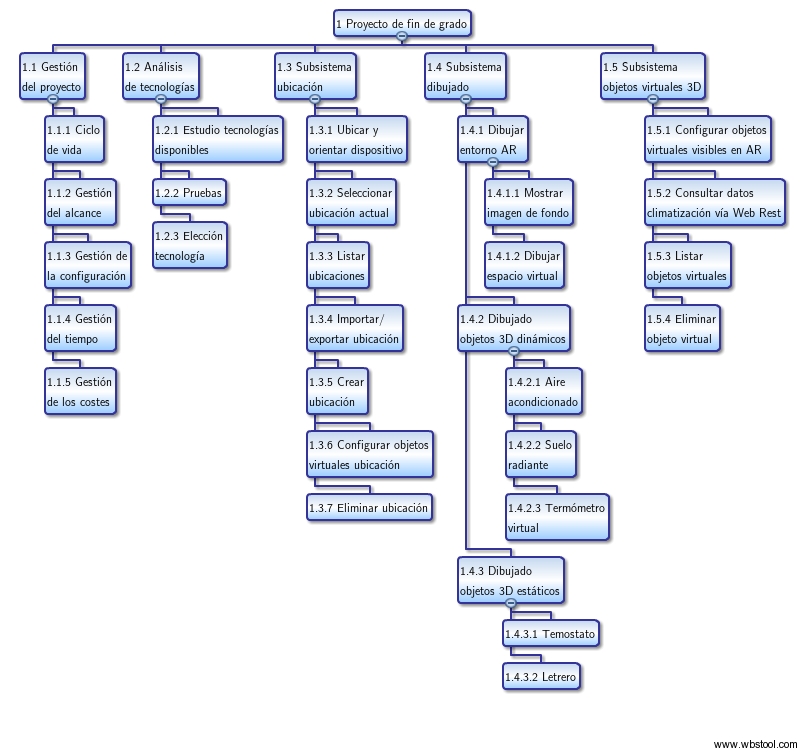 1 Proyecto de fin de grado
1.1 Gestión
del proyecto
1.1.1 Ciclo
de vida
1.1.2 Gestión
del alcance
1.1.3 Gestión de
la configuración
1.1.4 Gestión
del tiempo
1.1.5 Gestión
de los costes
1.2 Análisis
de tecnologías
1.2.1 Estudio tecnologías
disponibles
1.2.2 Pruebas
1.2.3 Elección
tecnología
1.3 Subsistema
ubicación
1.3.1 Ubicar y
orientar dispositivo
1.3.2 Seleccionar
ubicación actual
1.3.3 Listar
ubicaciones
1.3.4 Importar/
exportar ubicación
1.3.5 Crear
ubicación
1.3.6 Configurar objetos
virtuales ubicación
1.3.7 Eliminar ubicación
1.4 Subsistema
dibujado
1.4.1 Dibujar
entorno AR
1.4.1.1 Mostrar
imagen de fondo
1.4.1.2 Dibujar
espacio virtual
1.4.2 Dibujado
objetos 3D dinámicos
1.4.2.1 Aire
acondicionado
1.4.2.2 Suelo
radiante
1.4.2.3 Termómetro
virtual
1.4.3 Dibujado
objetos 3D estáticos
1.4.3.1 Temostato
1.4.3.2 Letrero
1.5 Subsistema
objetos virtuales 3D
1.5.1 Configurar objetos
virtuales visibles en AR
1.5.2 Consultar datos
climatización vía Web Rest
1.5.3 Listar
objetos virtuales
1.5.4 Eliminar
objeto virtual
www.wbstool.com